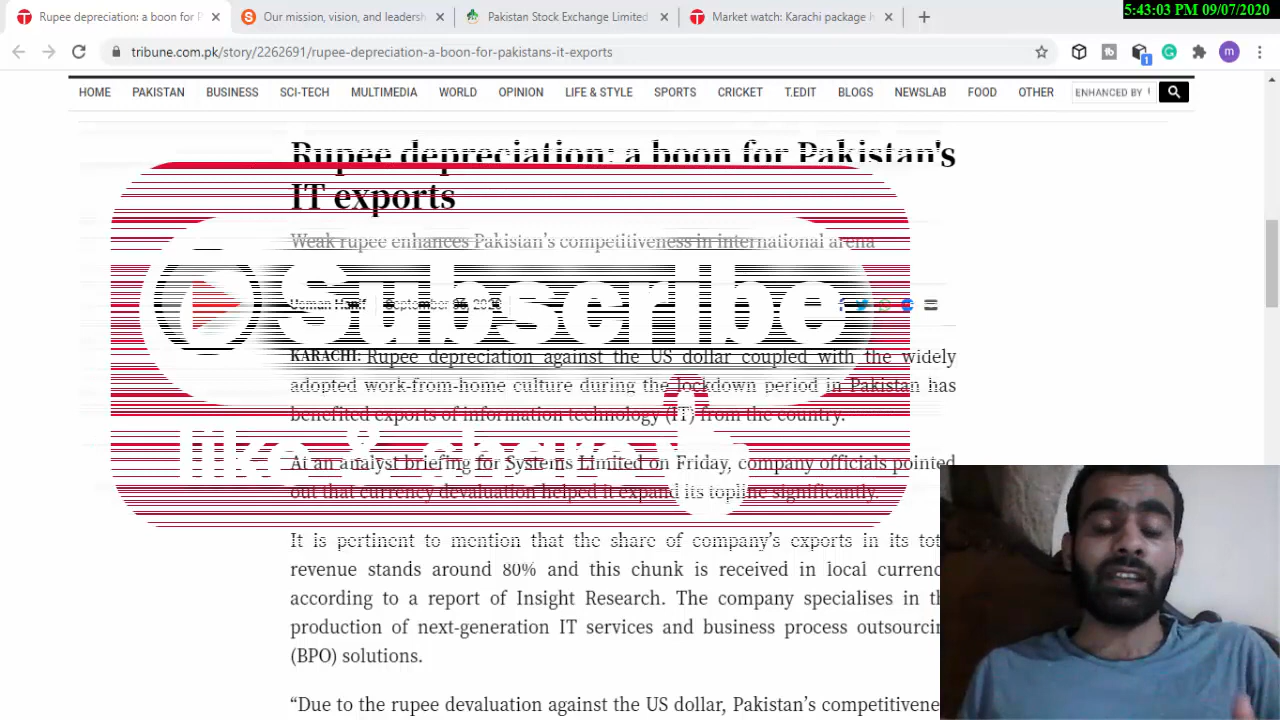 5:43:03 PM 09/07/2020
Rupee depreciation: a boon for P
Our mission, vision, and leadersh
Pakistan Stock Exchange Limited
Market watch: Karachi package
tribune.com.pk/story/2262691/rupee-depreciation-a-boon-for-pakistans-it-exports
HOME PAKISTAN BUSINESS SCI-TECH MULTIMEDIA WORLD OPINION LIFE & STYLE SPORTS CRICKET T.EDIT BLOGS NEWSLAB FOOD OTHER ENHANCED BY
Rupee depreciation: a boon for Pakistan's
IT exports
Weak rupee enhances Pakistan's competitiveness in international arena
Subscribe
Usman Hanif September
KARACHI: Rupee depreciation against the US dollar coupled with the widely
adopted work-from-home culture during the lockdown period in Pakistan has
benefited exports of information technology (IT) from the country.
like & share
At an analyst briefing for Systems Limited on Friday, company officials pointed
out that currency devaluation helped it expand its topline significantly.
It is pertinent to mention that the share of company's exports in its tot
revenue stands around 80% and this chunk is received in local currenc
according to a report of Insight Research. The company specialises in th
production of next-generation IT services and business process outsourcin
(BPO) solutions.
“Due to the rupee devaluation against the US dollar, Pakistan's competitivene